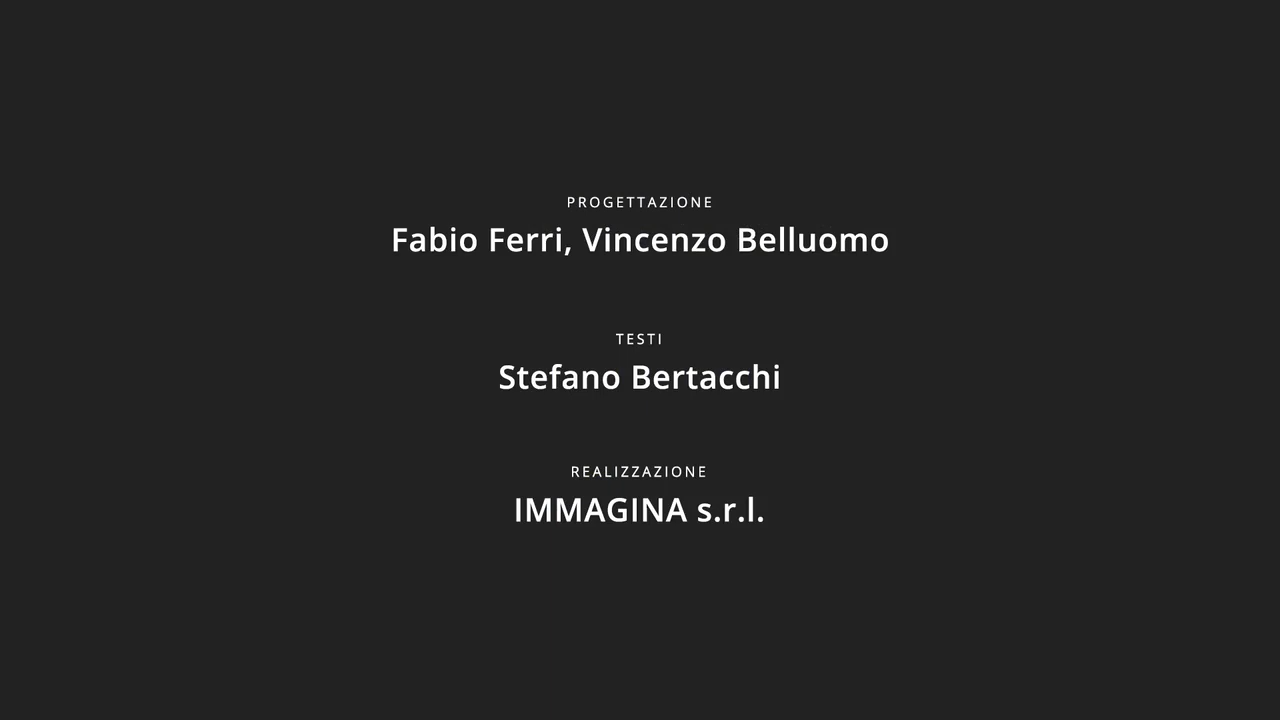 PROGETTAZIONE
Fabio Ferri, Vincenzo Belluomo
TESTI
Stefano Bertacchi
REALIZZAZIONE
IMMAGINA s.r.l.